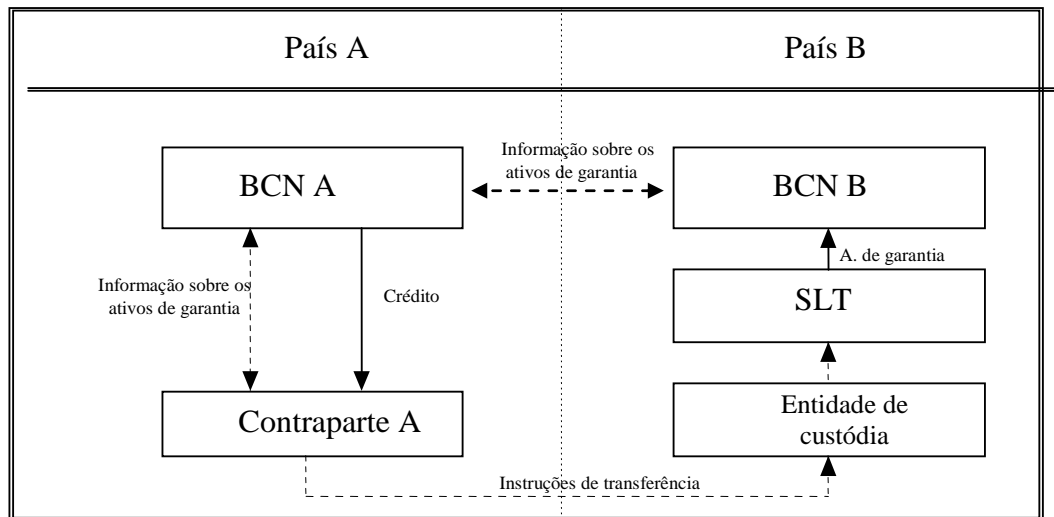 País A
País B
Informação sobre os
ativos de garantia
BCN A
BCN B
A. de garantia
Informação sobre os
ativos de garantia
Crédito
SLT
Contraparte A
Entidade de
custódia
Instruções de transferência